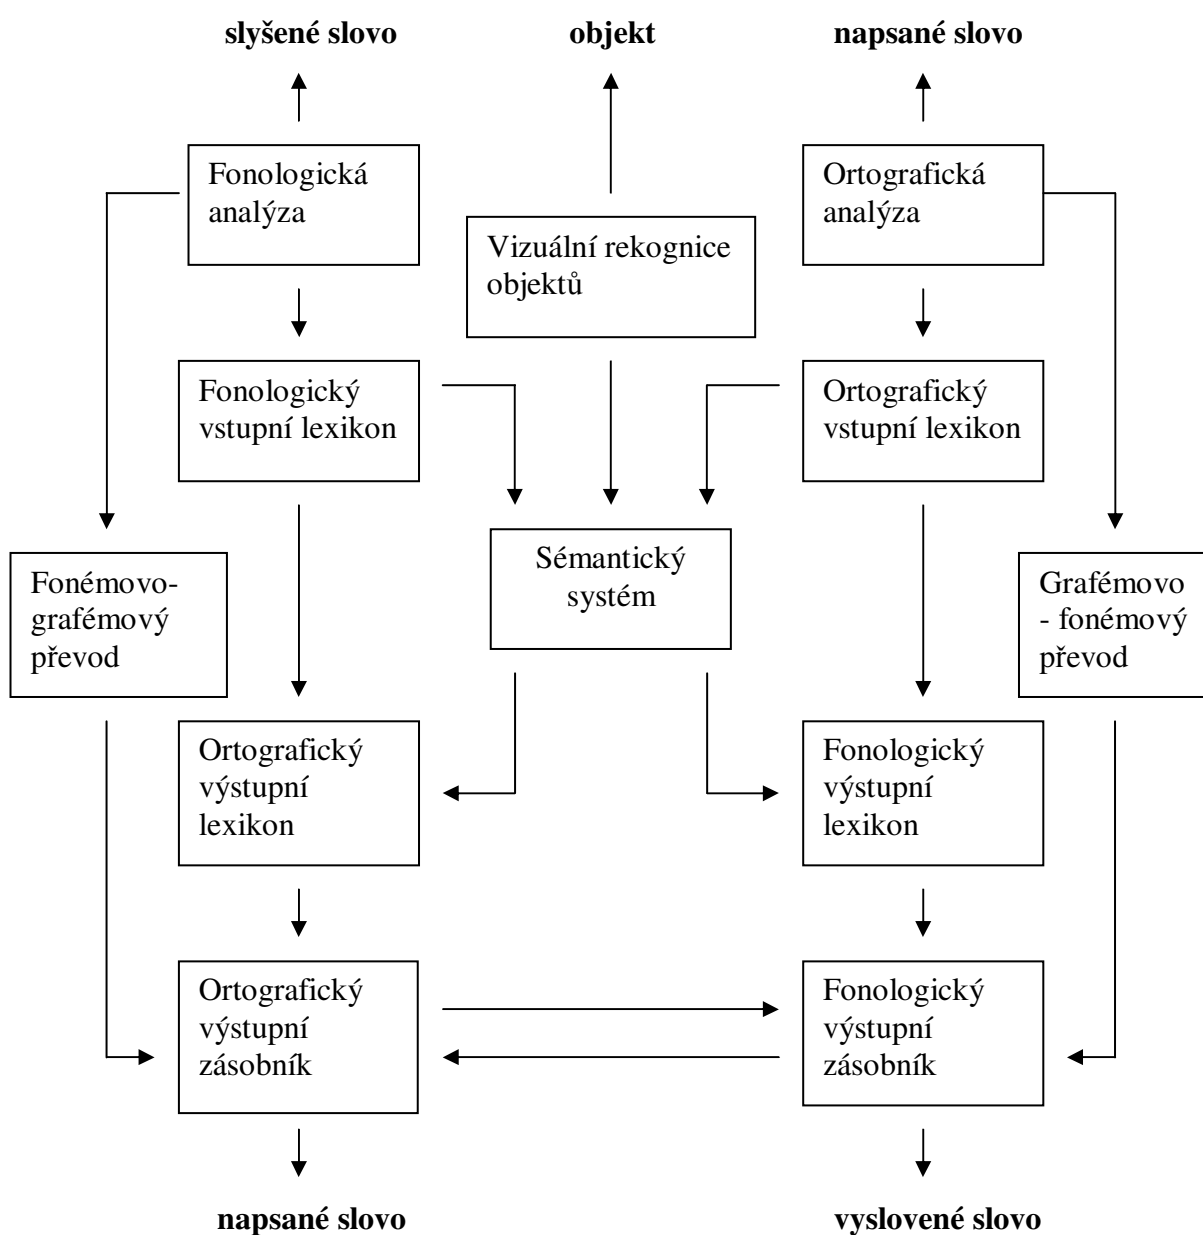 slyšené slovo
objekt
napsané slovo
Fonologická
analýza
Vizuální rekognice
objektů
Ortografická
analýza
Fonologický
vstupní lexikon
Ortografický
vstupní lexikon
Fonémovo-
grafémový
převod
Sémantický
systém
Grafémovo
- fonémový
převod
Ortografický
výstupní
lexikon
Fonologický
výstupní
lexikon
Ortografický
výstupní
zásobník
Fonologický
výstupní
zásobník
napsané slovo
vyslovené slovo